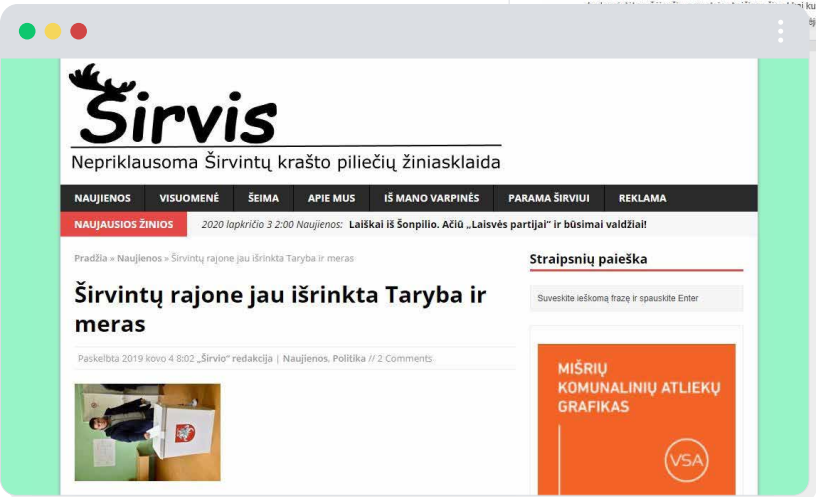 Širvis
Nepriklausoma Širvintų krašto piliečių žiniasklaida
NAUJIENOS VISUOMENĖ ŠEIMA APIE MUS IŠ MANO VARPINĖS PARAMA ŠIRVIUI REKLAMA
NAUJAUSIOS ŽINIOS 2020 lapkričio 3 2:00 Naujienos: Laiškai iš Šonpilio. Ačiū „Laisvės partijai“ ir būsimai valdžiai!
Pradžia » Naujienos » Širvintų rajone jau išrinkta Taryba ir meras
Širvintų rajone jau išrinkta Taryba ir
meras
Paskelbta 2019 kovo 4 8:02 „Širvio“ redakcija | Naujienos, Politika // 2 Comments
Straipsnių paieška
Suveskite ieškomą frazę ir spauskite Enter
MIŠRIŲ
KOMUNALINIŲ ATLIEKŲ
GRAFIKAS
VSA